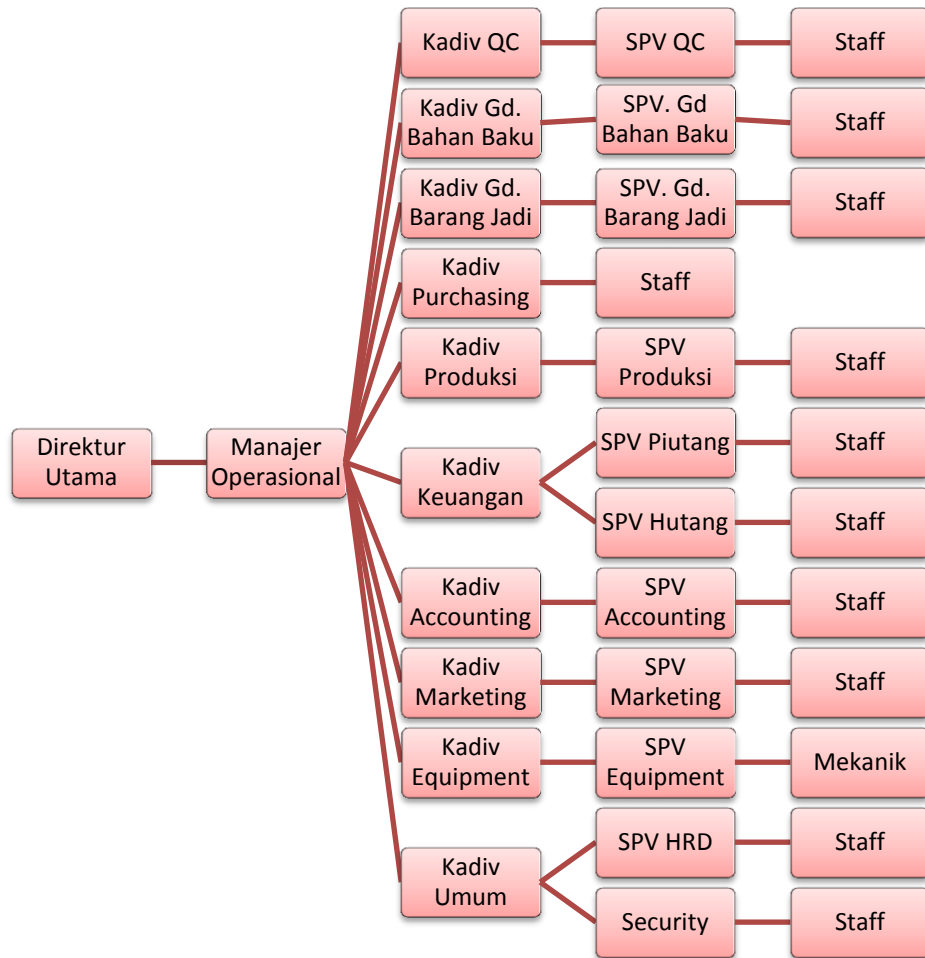 Kadiv QC
SPV QC
Staff
Kadiv Gd.
Bahan Baku
SPV. Gd
Bahan Baku
Staff
Kadiv Gd.
Barang Jadi
SPV. Gd.
Barang Jadi
Staff
Kadiv
Purchasing
Staff
Kadiv
Produksi
SPV
Produksi
Staff
Direktur
Utama
Manajer
Operasional
Kadiv
Keuangan
SPV Piutang
Staff
SPV Hutang
Staff
Kadiv
Accounting
SPV
Accounting
Staff
Kadiv
Marketing
SPV
Marketing
Staff
Kadiv
Equipment
SPV
Equipment
Mekanik
Kadiv
Umum
SPV HRD
Staff
Security
Staff